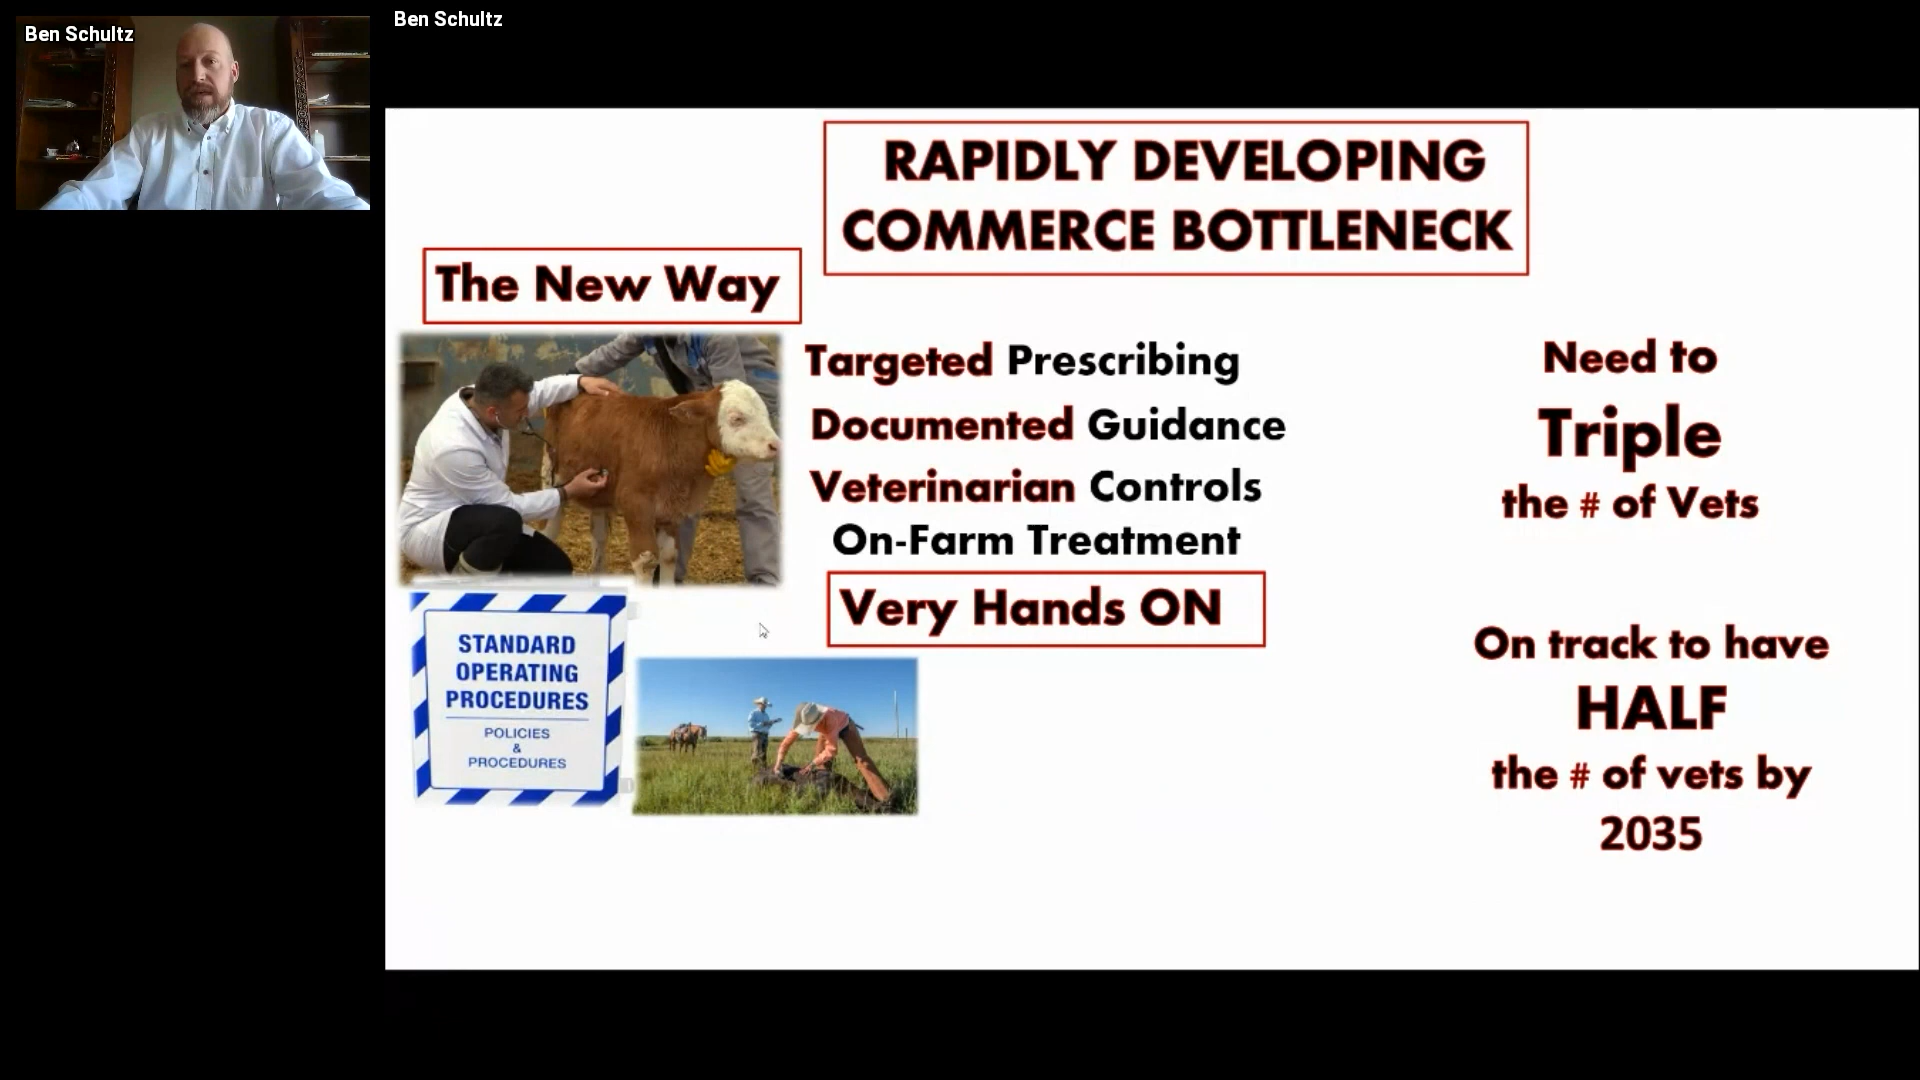 Ben Schultz
Ben Schultz
RAPIDLY DEVELOPING
COMMERCE BOTTLENECK
The New Way
Targeted Prescribing
Documented Guidance
Veterinarian Controls
On-Farm Treatment
Very Hands ON
STANDARD
OPERATING
PROCEDURES
POLICIES
&
PROCEDURES
Need to
Triple
the # of Vets
On track to have
HALF
the # of vets by
2035